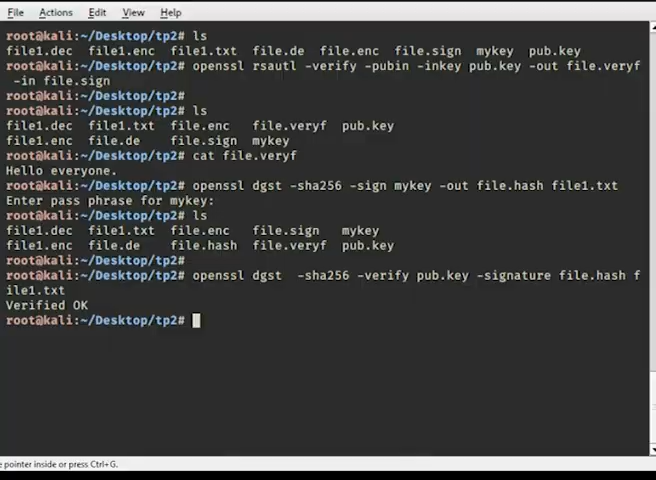 File Actions Edit View Help
root@kali:~/Desktop/tp2# ls
file1.dec file1.enc file1.txt file.de file.enc file.sign mykey pub.key
root@kali:~/Desktop/tp2# openssl rsautl -verify -pubin -inkey pub.key -out file.veryf
-in file.sign
root@kali:~/Desktop/tp2#
root@kali:~/Desktop/tp2# ls
file1.dec file1.txt file.enc file.veryf pub.key
file1.enc file.de file.sign mykey
root@kali:~/Desktop/tp2# cat file.veryf
Hello everyone.
root@kali:~/Desktop/tp2# openssl dgst -sha256 -sign mykey -out file.hash file1.txt
Enter pass phrase for mykey:
root@kali:~/Desktop/tp2# ls
file1.dec file1.txt file.enc file.sign mykey
file1.enc file.de file.hash file.veryf pub.key
root@kali:~/Desktop/tp2#
root@kali:~/Desktop/tp2# openssl dgst -sha256 -verify pub.key -signature file.hash f
ile1.txt
Verified OK
root@kali:~/Desktop/tp2#
pointer inside or press Ctrl+G.